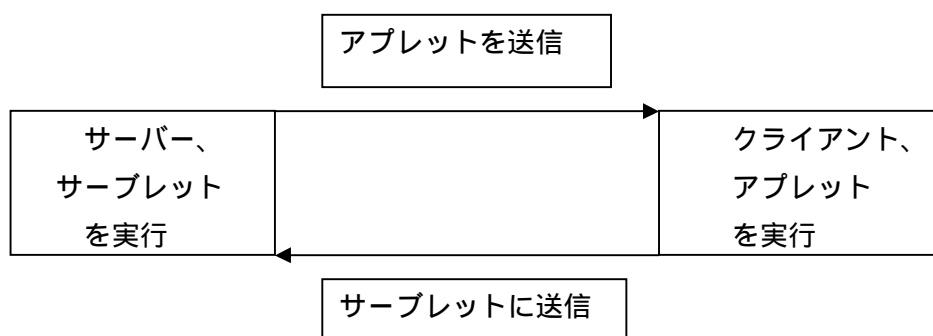 アプレットを送信
サーバー、
サーブレット
を実行
クライアント、
アプレット
を実行
サーブレットに送信